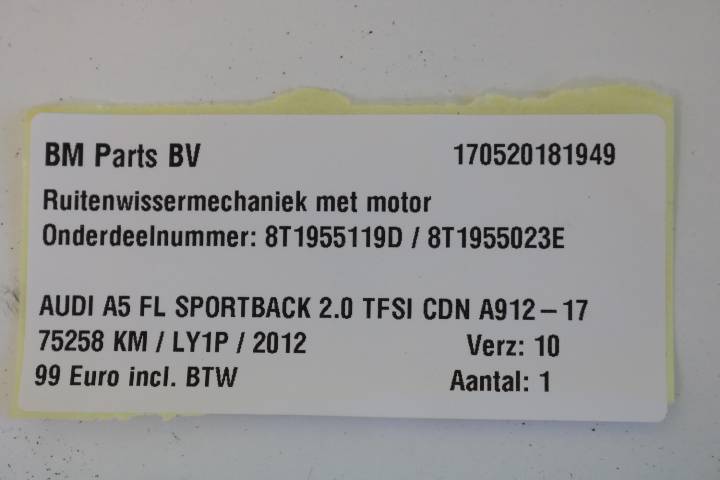 BM Parts BV 170520181949
Ruitenwissermechaniek met motor
Onderdeelnummer: 8T1955119D / 8T1955023E
AUDI A5 FL SPORTBACK 2.0 TFSI CDN A912-17
75258 KM / LY1P / 2012 Verz: 10
99 Euro incl. BTW Aantal: 1